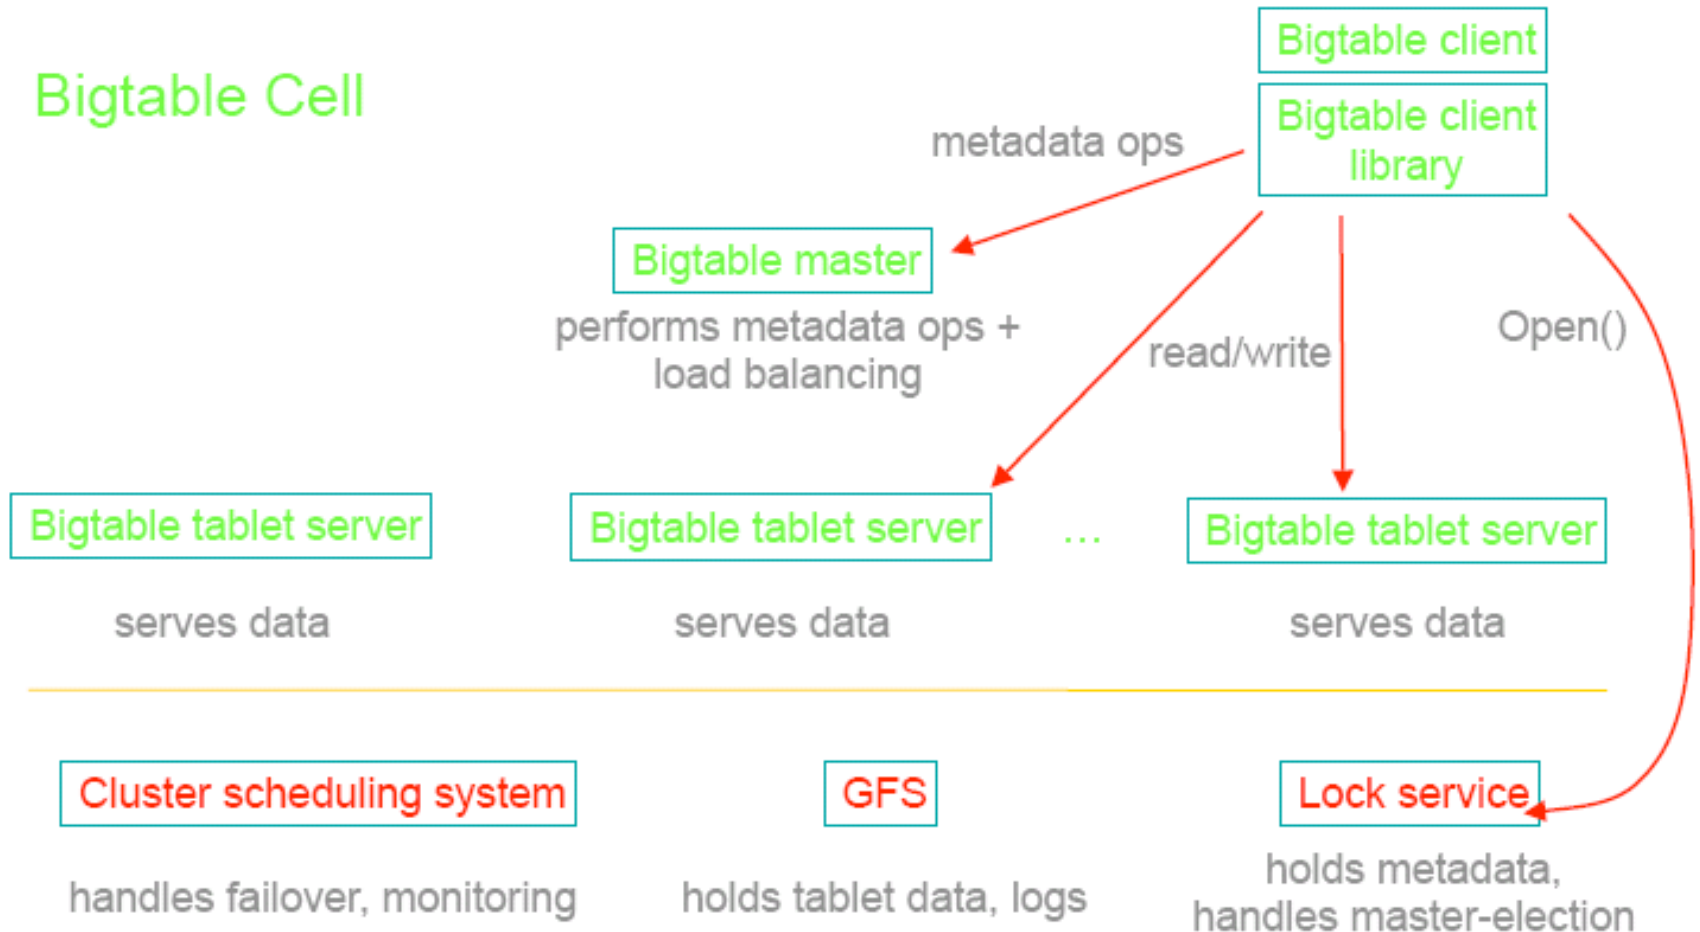 Bigtable Cell
Bigtable client
Bigtable client
library
metadata ops
Bigtable master
performs metadata ops +
load balancing
read/write
Open()
Bigtable tablet server
Bigtable tablet server
...
Bigtable tablet server
serves data
serves data
serves data
Cluster scheduling system
GFS
Lock service
handles failover, monitoring
holds tablet data, logs
holds metadata,
handles master-election